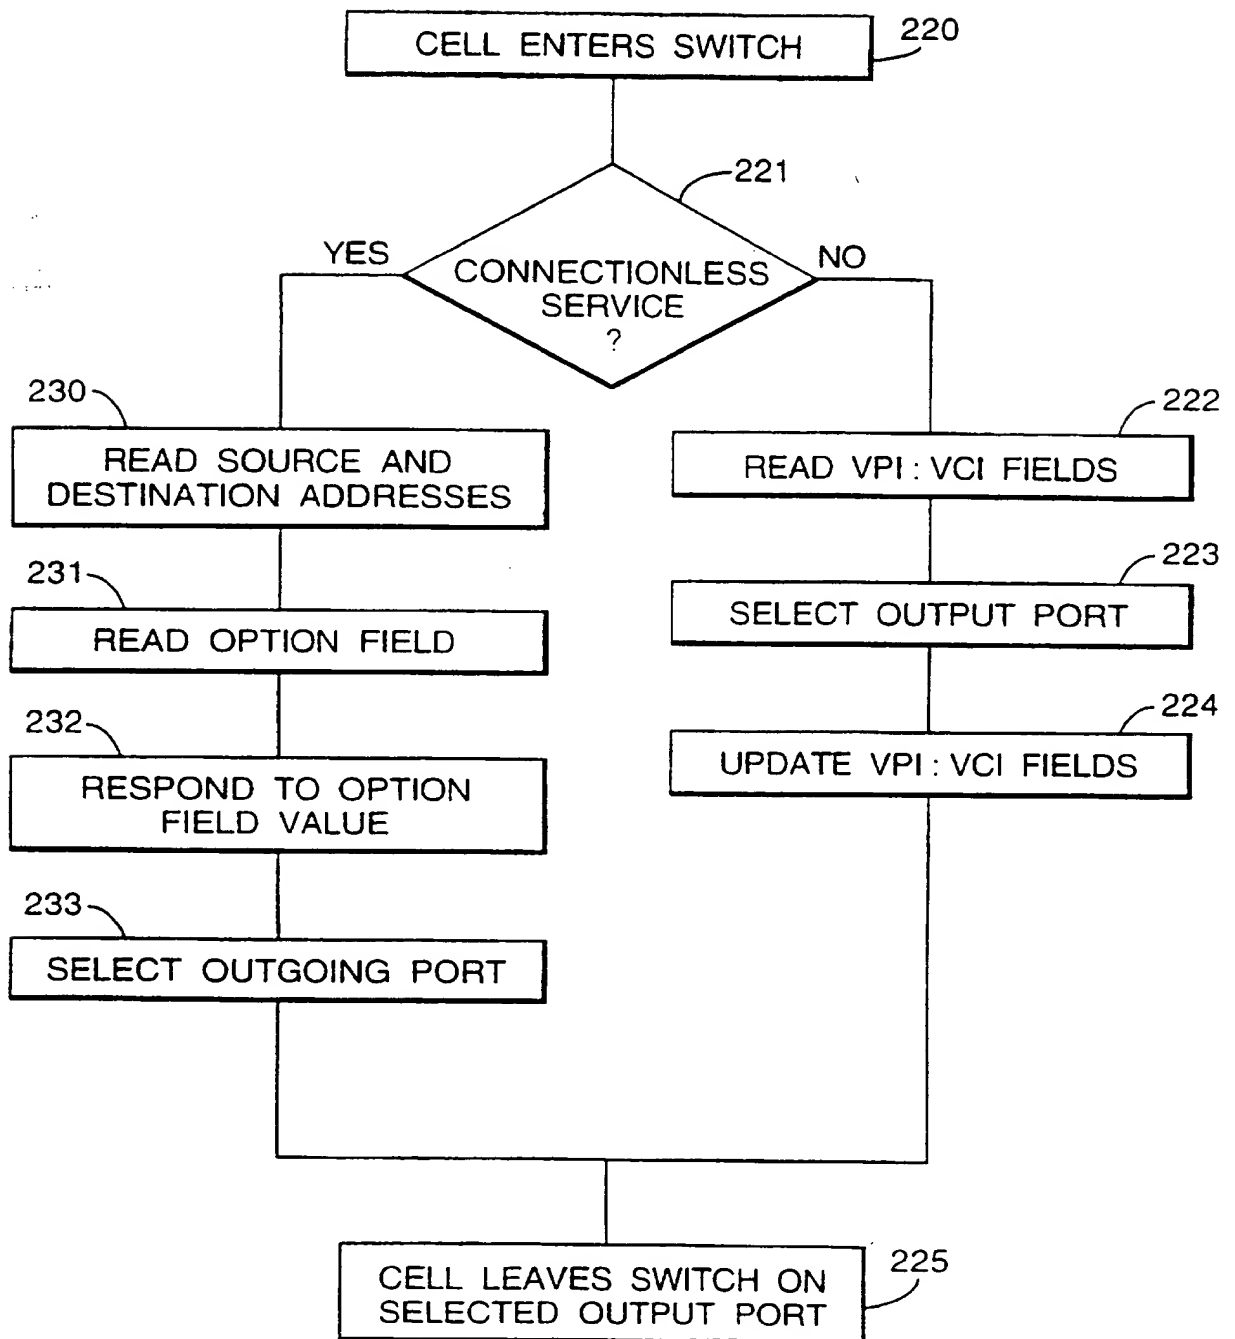 CELL ENTERS SWITCH
220
221
YES
NO
CONNECTIONLESS
SERVICE
?
230
READ SOURCE AND
DESTINATION ADDRESSES
231
READ OPTION FIELD
232
RESPOND TO OPTION
FIELD VALUE
233
SELECT OUTGOING PORT
222
READ VPI : VCI FIELDS
223
SELECT OUTPUT PORT
224
UPDATE VPI : VCI FIELDS
CELL LEAVES SWITCH ON
SELECTED OUTPUT PORT
225